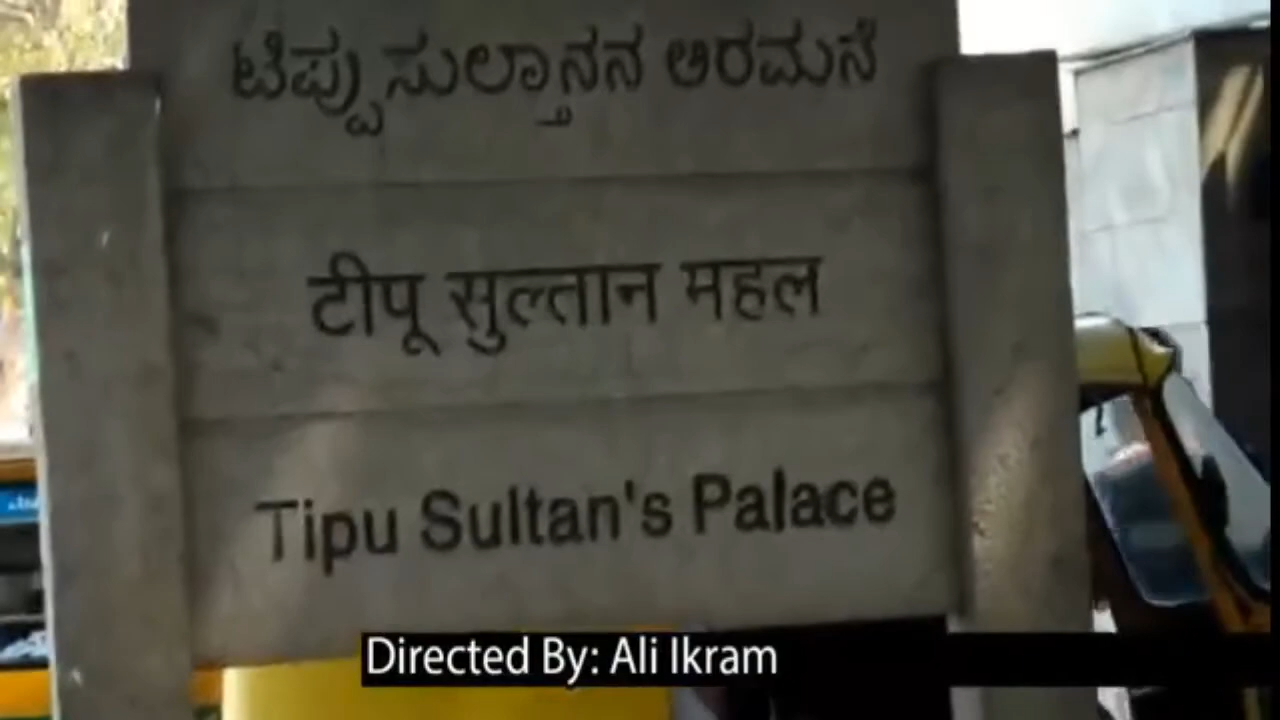 ಟಿಪ್ಪುಸುಲ್ತಾನನ ಅರಮನೆ
टीपू सुल्तान महल
Tipu Sultan's Palace
Directed By: Ali Ikram